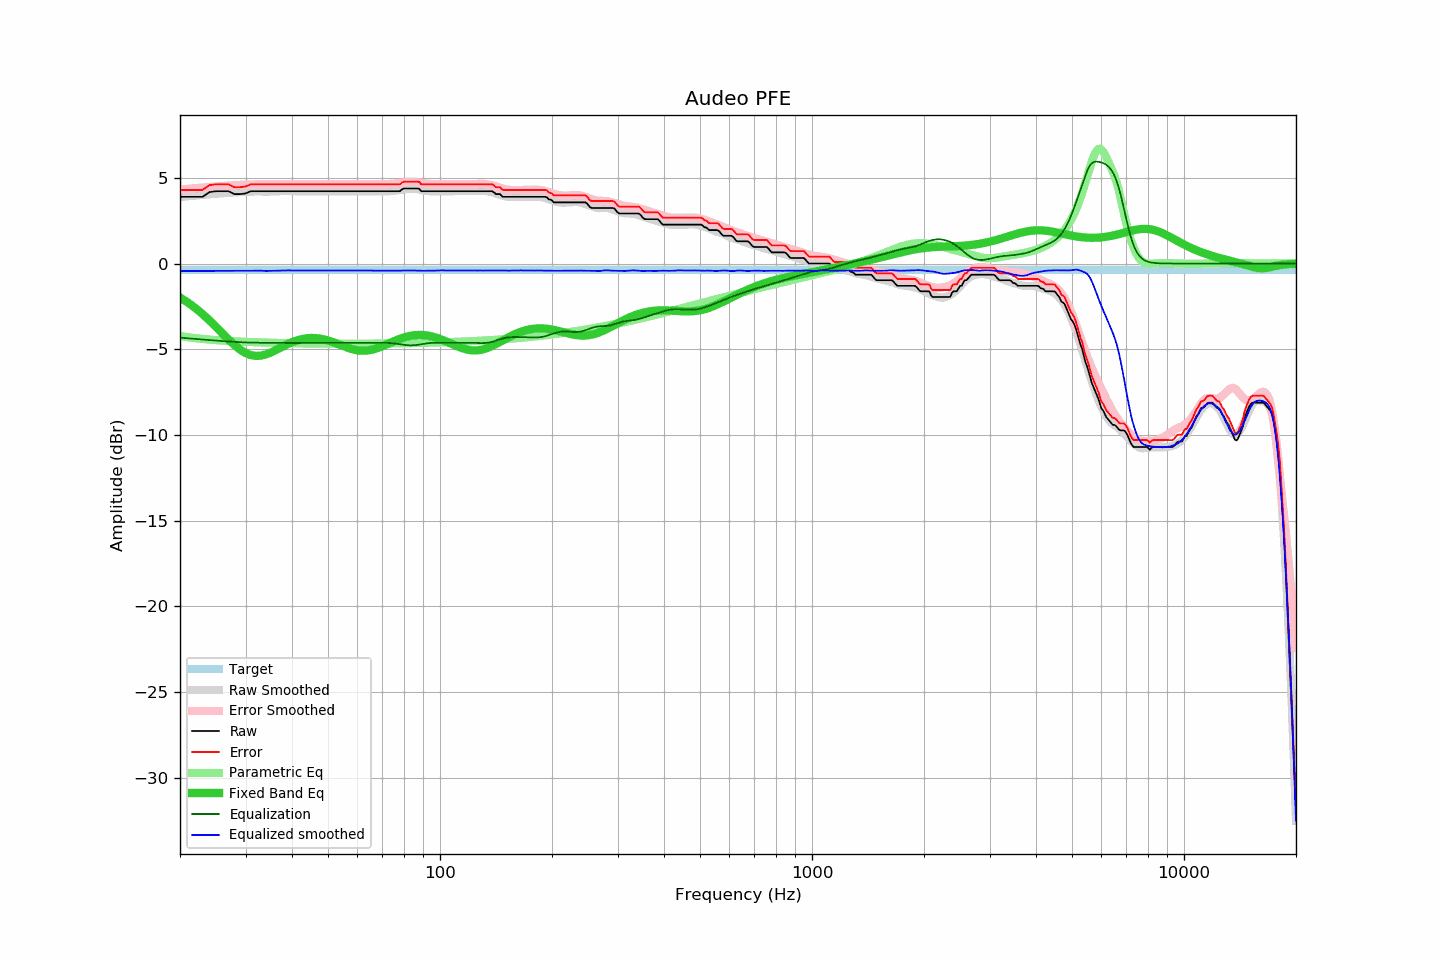 Audeo PFE
5
0
−5
−10
−15
−20
−25
−30
Amplitude (dBr)
Target
Raw Smoothed
Error Smoothed
Raw
Error
Parametric Eq
Fixed Band Eq
Equalization
Equalized smoothed
100
1000
10000
Frequency (Hz)